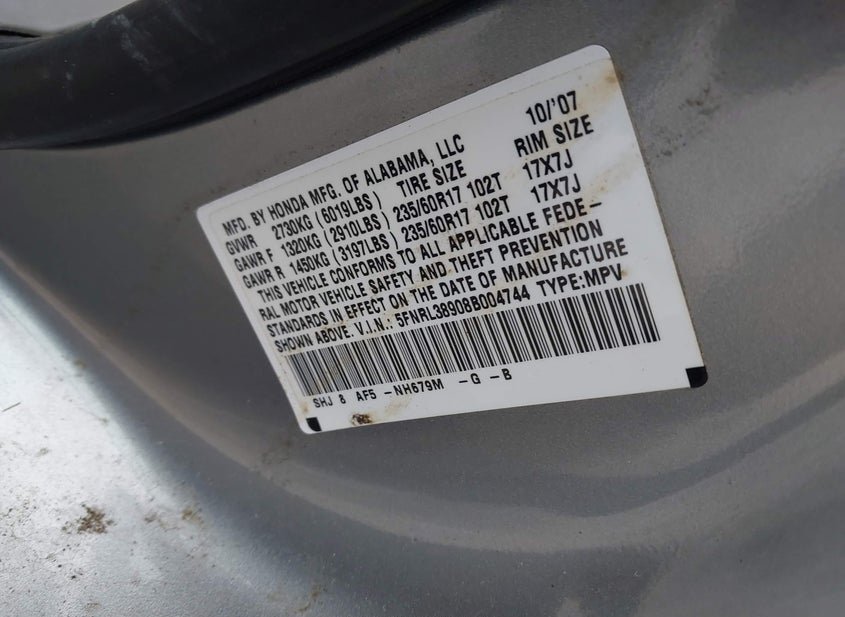 MFD. BY HONDA MFG. OF ALABAMA, LLC 10/'07
GVWR 2730KG (6019LBS) TIRE SIZE RIM SIZE
GAWR F 1320KG (2910LBS) 235/60R17 102T 17X7J
GAWR R 1450KG (3197LBS) 235/60R17 102T 17X7J
THIS VEHICLE CONFORMS TO ALL APPLICABLE FEDE-
RAL MOTOR VEHICLE SAFETY AND THEFT PREVENTION
STANDARDS IN EFFECT ON THE DATE OF MANUFACTURE
SHOWN ABOVE. V.I.N.: 5FNRL38908B004744 TYPE:MPV
SHJ 8 AF5 -NH679M -G -B